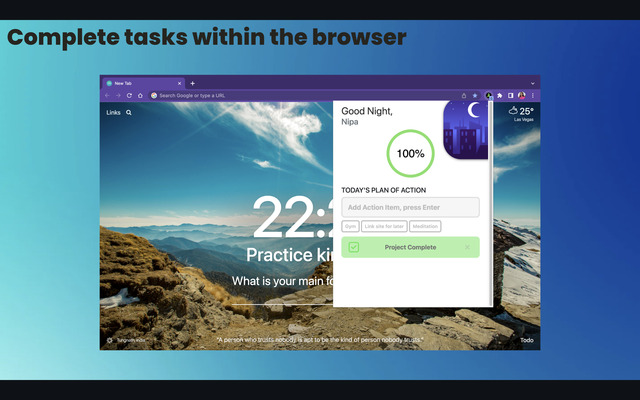 Complete tasks within the browser
New Tab
Search Google or type a URL
Links
Good Night,
Nipa
25°
Las Vegas
100%
TODAY'S PLAN OF ACTION
Add Action Item, press Enter
Gym
Link site for later
Meditation
Project Complete
22:2
Practice kin
What is your main fo
"A person who trusts nobody is apt to be the kind of person nobody trusts."
Todo